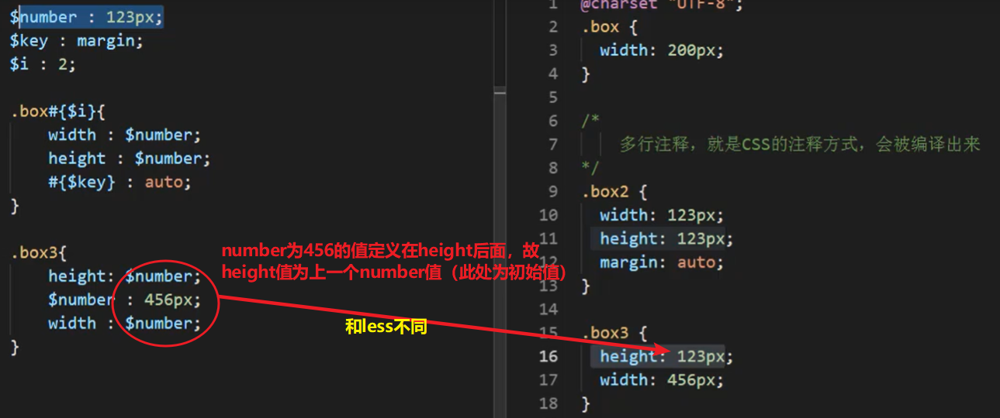 $number : 123px;
$key : margin;
$i : 2;
.box#{$i}{
width : $number;
height : $number;
#{$key} : auto;
}
.box3{
height: $number;
$number : 456px;
width : $number;
}
number为456的值定义在height后面，故
height值为上一个number值（此处为初始值)
和less不同
1 @charset "UTF-8";
2 .box {
3 width: 200px;
4 }
5
6 /*
7 多行注释，就是CSS的注释方式，会被编译出来
8 */
9 .box2 {
10 width: 123px;
11 height: 123px;
12 margin: auto;
13 }
14
15 .box3 {
16 height: 123px;
17 width: 456px;
18 }